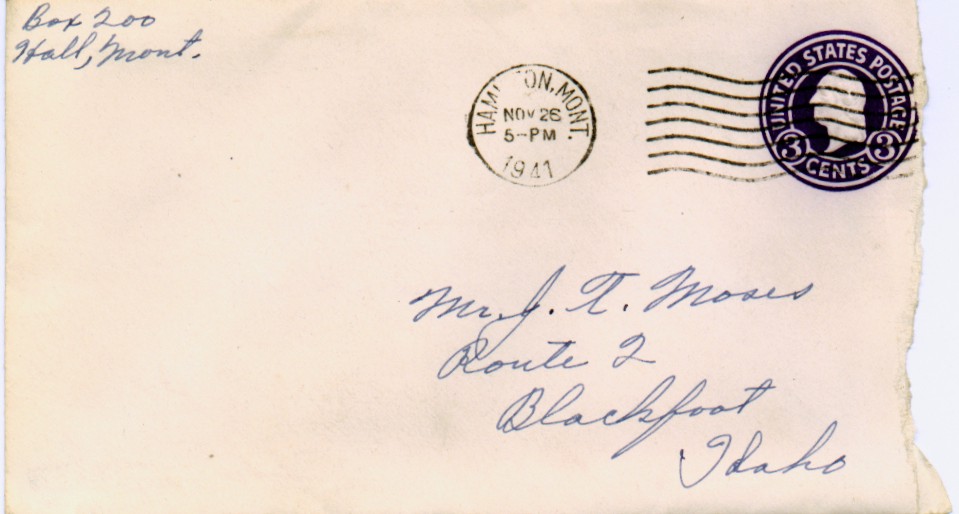 Box 200
Hall, Mont.
HAMILTON, MONT.
NOV 26
5-PM
1941
UNITED STATES POSTAGE
3 CENTS 3
Mr. J. T. Moses
Route 2
Blackfoot
Idaho